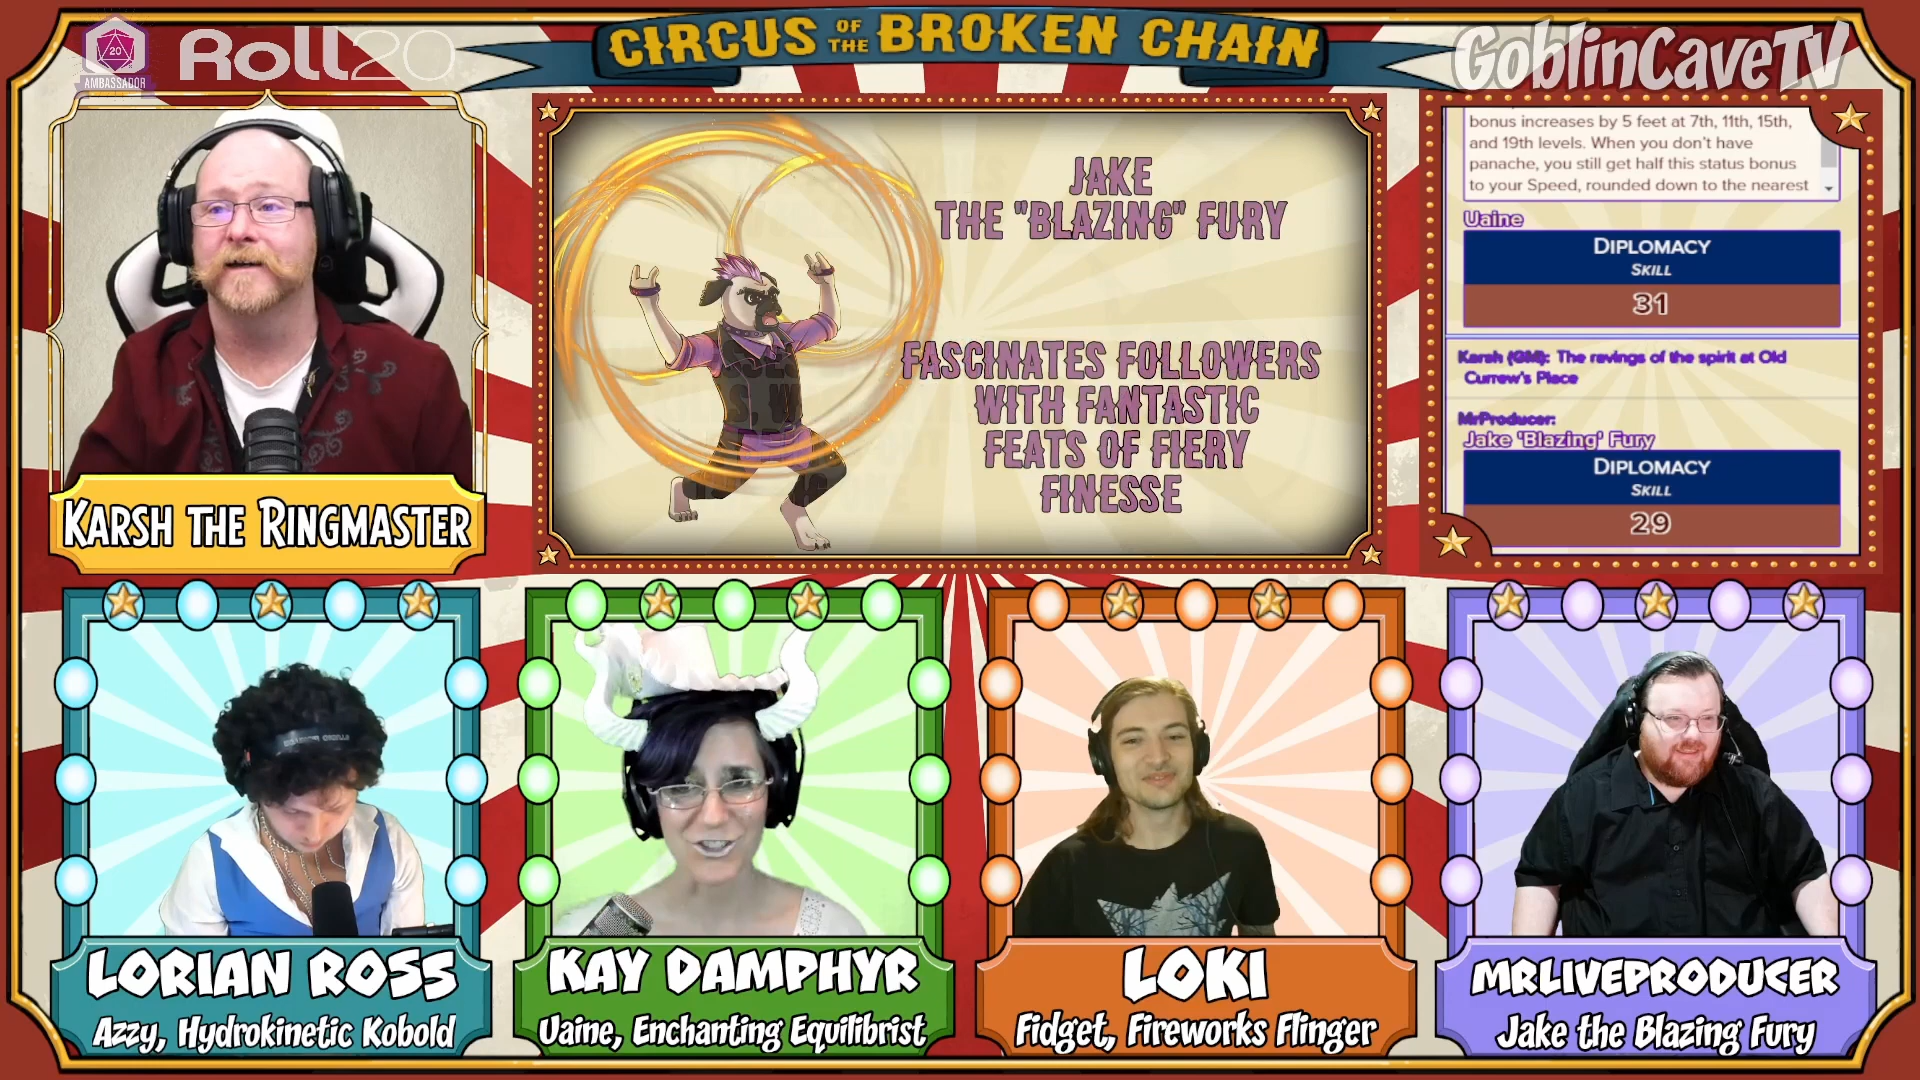 AMBASSADOR
20
Roll20
CIRCUS OF THE BROKEN CHAIN
GoblinCaveTV
JAKE
THE "BLAZING" FURY
FASCINATES FOLLOWERS
WITH FANTASTIC
FEATS OF FIERY
FINESSE
bonus increases by 5 feet at 7th, 11th, 15th,
and 19th levels. When you don't have
panache, you still get half this status bonus
to your Speed, rounded down to the nearest
Uaine
DIPLOMACY
SKILL
31
Karsh (GM): The ravings of the spirit at Old
Currew's Place
MrProducer:
Jake 'Blazing' Fury
DIPLOMACY
SKILL
29
KARSH THE RINGMASTER
LORIAN ROSS
Azzy, Hydrokinetic Kobold
KAY DAMPHYR
Uaine, Enchanting Equilibrist
LOKI
Fidget, Fireworks Flinger
MRLIVEPRODUCER
Jake the Blazing Fury